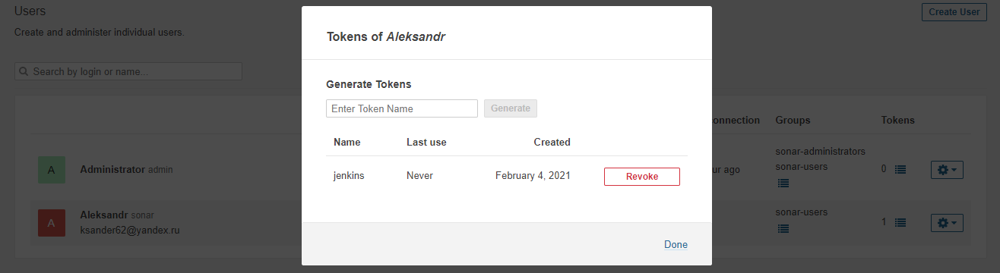 Users
Create User
Create and administer individual users.
Search by login or name...
Tokens of Aleksandr
Generate Tokens
Enter Token Name
Generate
Name Last use Created
jenkins Never February 4, 2021 Revoke
Done
onnection Groups Tokens
A Administrator admin
ur ago
sonar-administrators
sonar-users
0
A Aleksandr sonar
ksander62@yandex.ru
sonar-users
1